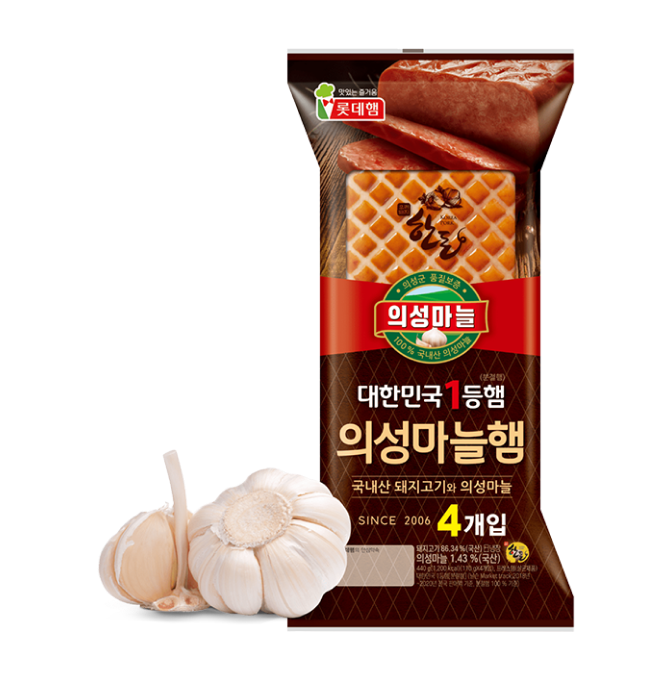 맛있는 즐거움
롯데햄
한돈
의성군 품질보증
의성마늘
100% 국내산 의성마늘
(분절햄)
대한민국 1등햄
의성마늘햄
국내산 돼지고기와 의성마늘
SINCE 2006 4개입
돼지고기 86.34%(국산)
의성마늘 1.43%(국산)
한돈